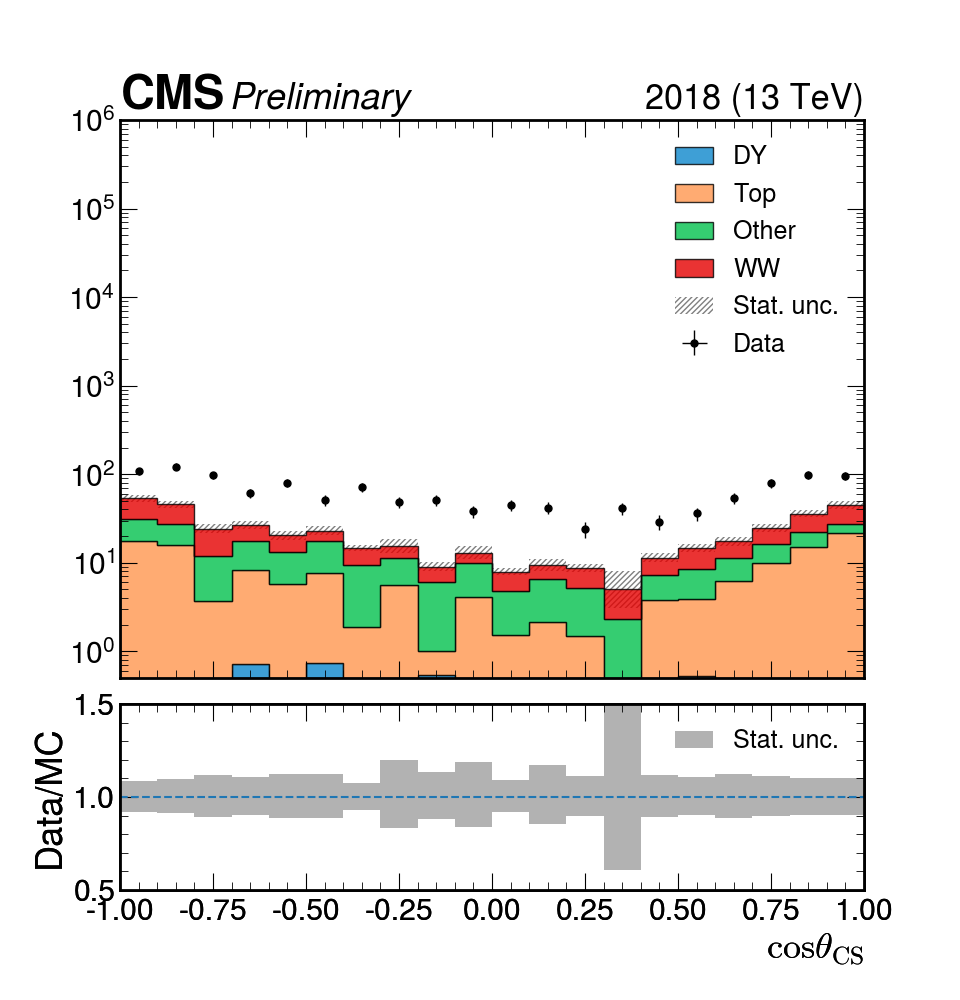 CMS Preliminary 2018 (13 TeV)
10^6
10^5
10^4
10^3
10^2
10^1
10^0
DY
Top
Other
WW
Stat. unc.
Data
1.5
1.0
0.5
Data/MC
Stat. unc.
-1.00 -0.75 -0.50 -0.25 0.00 0.25 0.50 0.75 1.00
cosθ_CS